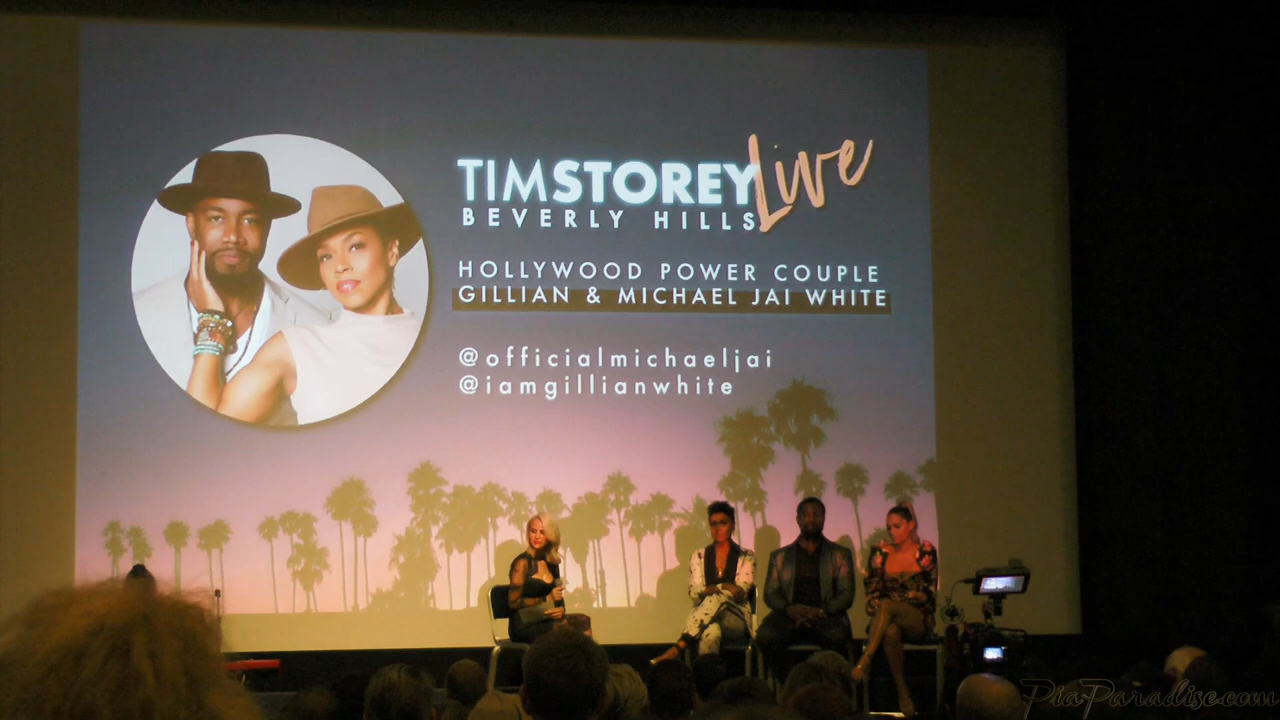 TIMSTOREY Live
BEVERLY HILLS
HOLLYWOOD POWER COUPLE
GILLIAN & MICHAEL JAI WHITE
@officialmichaeljai
@iamgillianwhite
PiaParadise.com